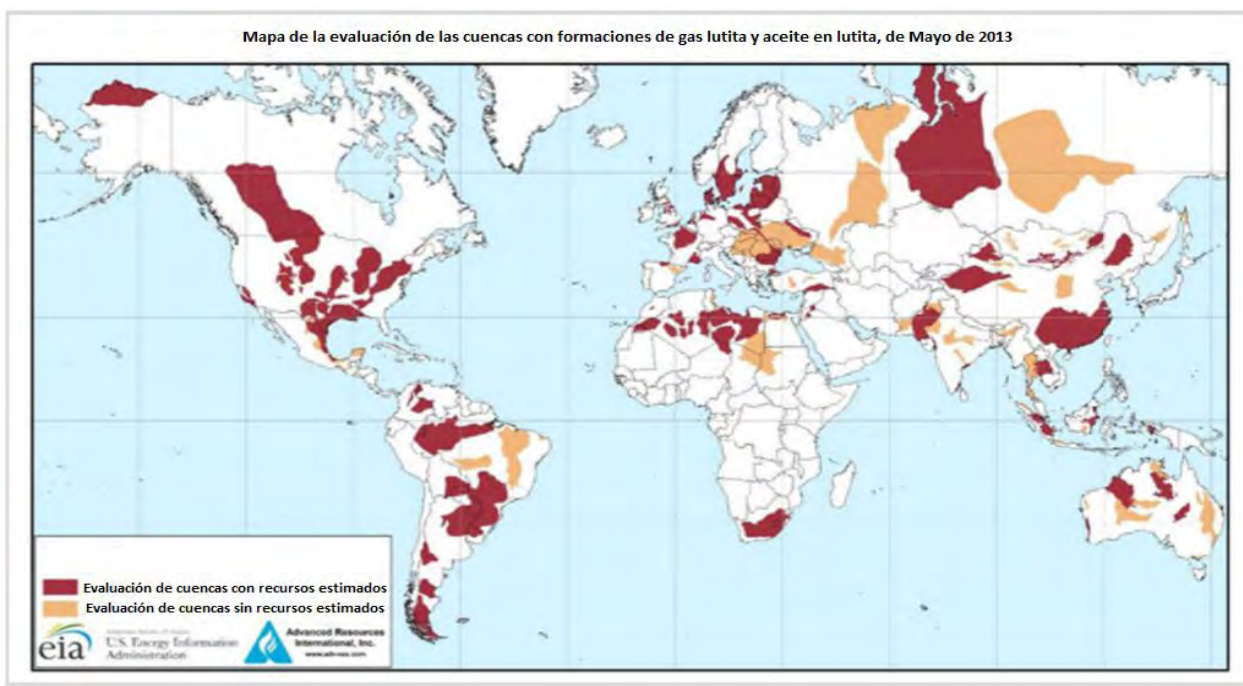 Mapa de la evaluación de las cuencas con formaciones de gas lutita y aceite en lutita, de Mayo de 2013
Evaluación de cuencas con recursos estimados
Evaluación de cuencas sin recursos estimados
eia
U.S. Energy Information
Administration
Advanced Resources
International, Inc.
www.adv-res.com